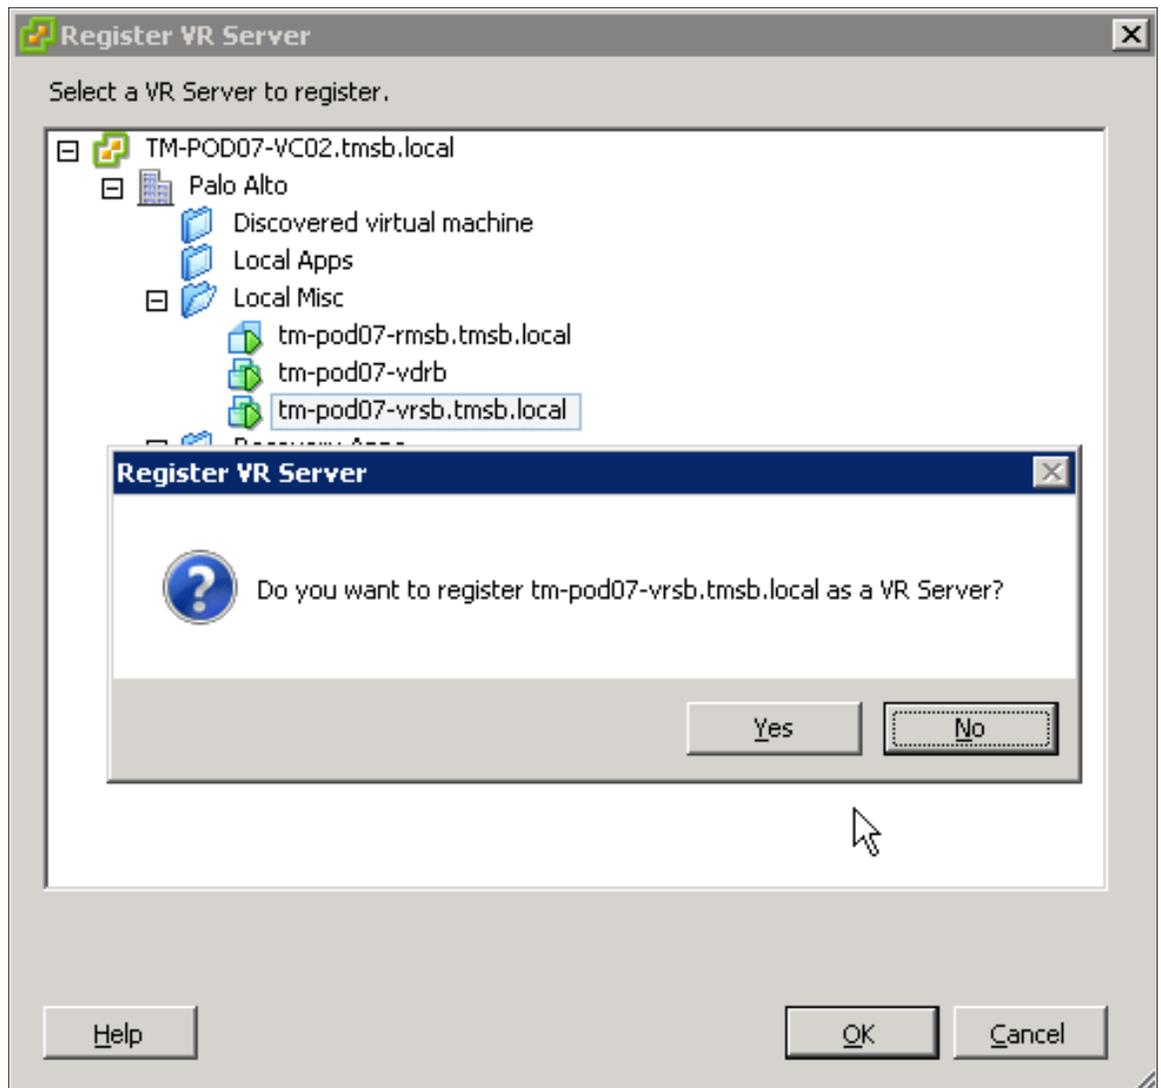 Register VR Server
Select a VR Server to register.
TM-POD07-VC02.tmsb.local
Palo Alto
Discovered virtual machine
Local Apps
Local Misc
tm-pod07-rmsb.tmsb.local
tm-pod07-vdrb
tm-pod07-vrsb.tmsb.local
Recovery Apps
Register VR Server
Do you want to register tm-pod07-vrsb.tmsb.local as a VR Server?
Yes No
Help OK Cancel